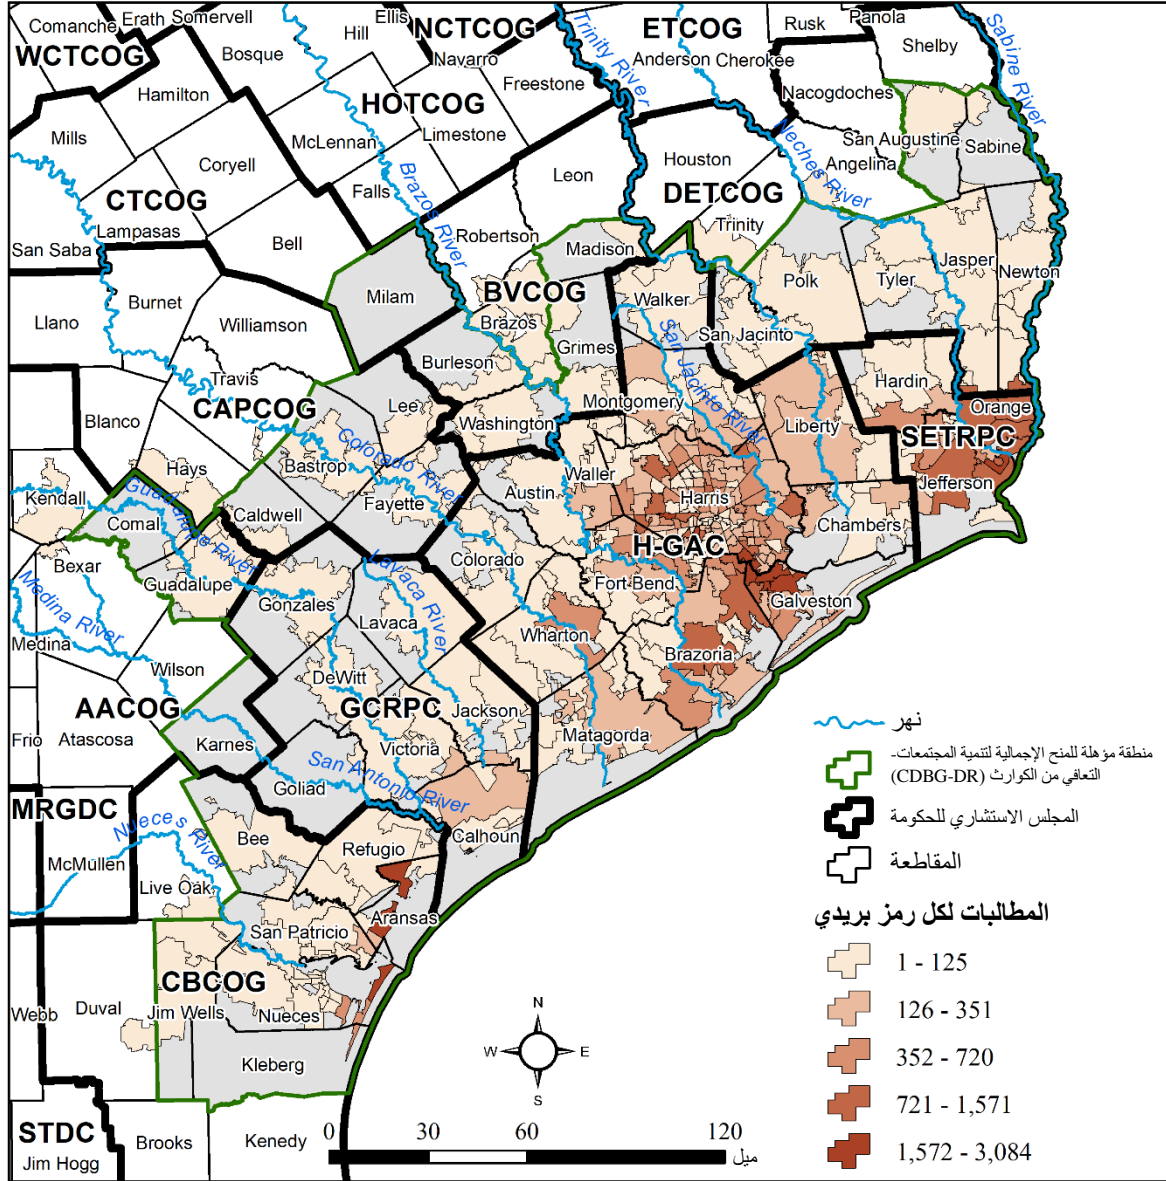 Comanche
Erath
Somervell
Ellis
Hill
NCTCOG
Navarro
Trinity River
ETCOG
Anderson
Cherokee
Rusk
Panola
Shelby
Sabine River
WCTCOG
Bosque
Hamilton
HOTCOG
Freestone
Limestone
McLennan
Nacogdoches
San Augustine
Sabine
Angelina
Neches River
Mills
Coryell
Falls
Brazos River
Leon
Houston
DETCOG
Trinity
CTCOG
Lampasas
San Saba
Bell
Robertson
Madison
Milam
BVCOG
Brazos
Walker
Polk
Tyler
Jasper
Newton
Burnet
Llano
Williamson
Burleson
Grimes
San Jacinto
San Jacinto River
Hardin
Orange
SETRPC
Jefferson
Travis
CAPCOG
Blanco
Lee
Washington
Montgomery
Liberty
Hays
Bastrop
Colorado River
Waller
Harris
Kendall
Guadalupe River
Comal
Caldwell
Fayette
Austin
Chambers
H-GAC
Bexar
Guadalupe
Colorado
Fort Bend
Galveston
Medina River
Gonzales
Lavaca River
Lavaca
Wharton
Brazoria
Medina
Wilson
DeWitt
AACOG
GCRPC
Jackson
Matagorda
Frio
Atascosa
Karnes
Victoria
Goliad
San Antonio River
MRGDC
Nueces River
Bee
Refugio
Calhoun
McMullen
Live Oak
Aransas
San Patricio
CBCOG
Webb
Duval
Jim Wells
Nueces
Kleberg
STDC
Jim Hogg
Brooks
Kenedy
نهر
منطقة مؤهلة للمنح الإجمالية لتنمية المجتمعات-
التعافي من الكوارث (CDBG-DR)
المجلس الاستشاري للحكومة
المقاطعة
المطالبات لكل رمز بريدي
1 - 125
126 - 351
352 - 720
721 - 1,571
1,572 - 3,084
N
W
E
S
0 30 60 120
ميل